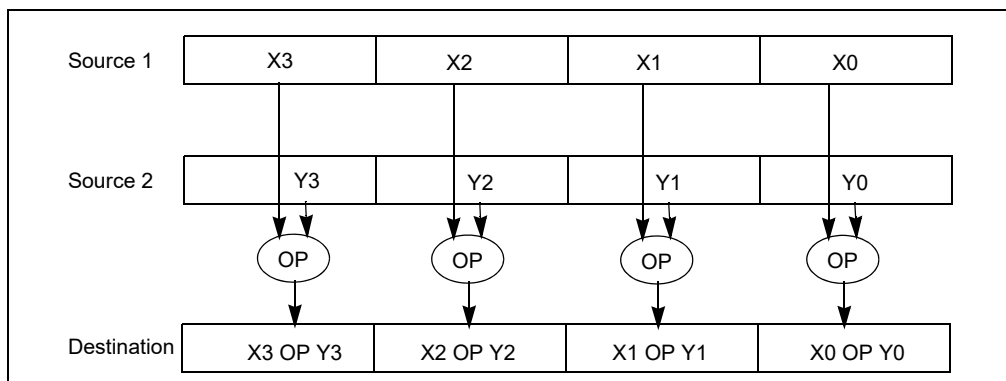 Source 1 X3 X2 X1 X0
Source 2 Y3 Y2 Y1 Y0
OP OP OP OP
Destination X3 OP Y3 X2 OP Y2 X1 OP Y1 X0 OP Y0